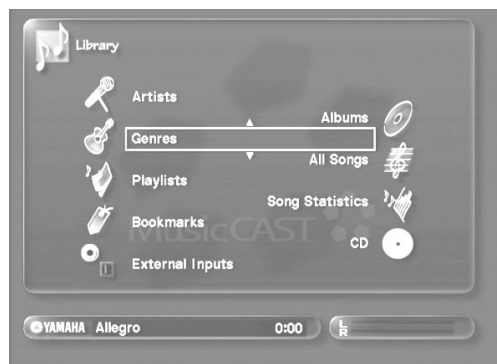 Library
Artists
Albums
Genres
All Songs
Playlists
Song Statistics
Bookmarks
MusicCAST
CD
External Inputs
YAMAHA Allegro 0:00 L
R